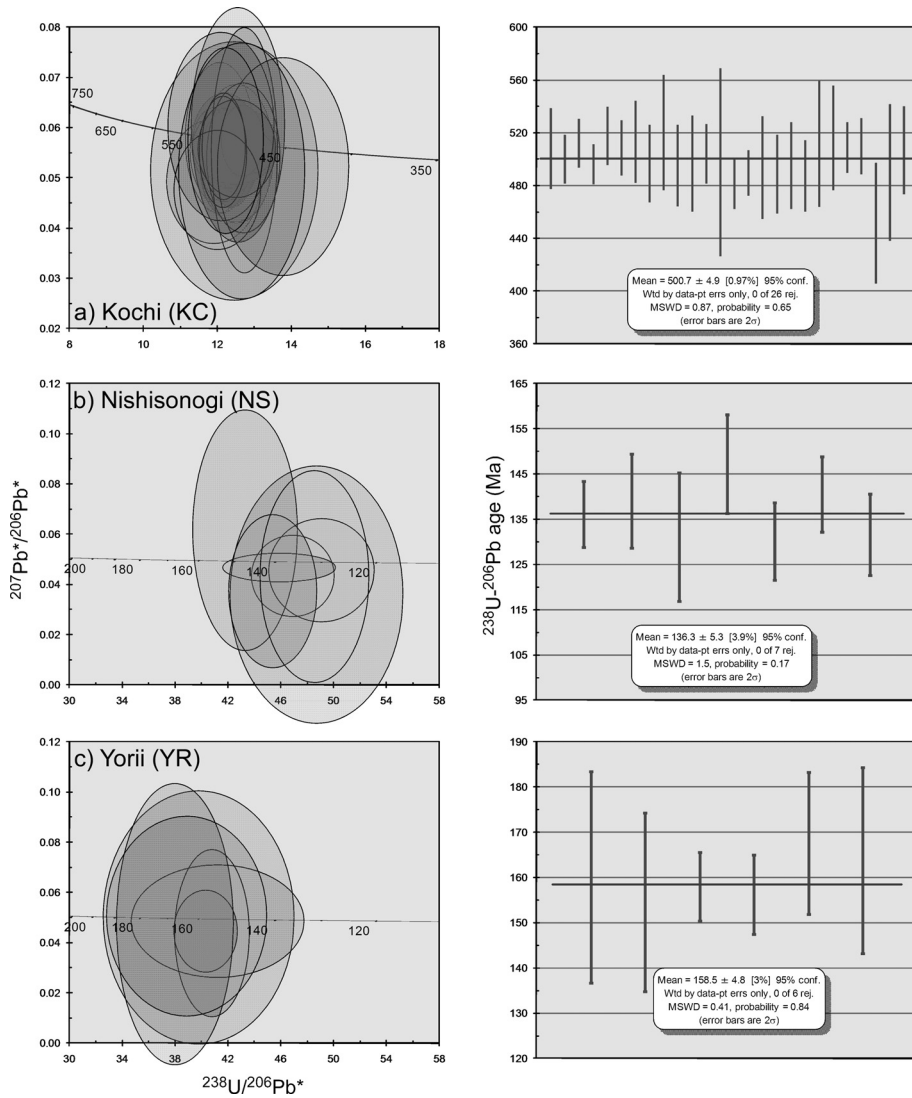 0.08
0.07
0.06
0.05
0.04
0.03
0.02
750
650
550
450
350
a) Kochi (KC)
8 10 12 14 16 18
600
560
520
480
440
400
360
Mean = 500.7 ± 4.9 [0.97%] 95% conf.
Wtd by data-pt errs only, 0 of 26 rej.
MSWD = 0.87, probability = 0.65
(error bars are 2σ)
b) Nishisonogi (NS)
0.12
0.10
0.08
0.06
0.04
0.02
0.00
²⁰⁷Pb*/²⁰⁶Pb*
200 180 160 140 120
30 34 38 42 46 50 54 58
165
155
145
135
125
115
105
95
²³⁸U-²⁰⁶Pb age (Ma)
Mean = 136.3 ± 5.3 [3.9%] 95% conf.
Wtd by data-pt errs only, 0 of 7 rej.
MSWD = 1.5, probability = 0.17
(error bars are 2σ)
c) Yorii (YR)
0.12
0.10
0.08
0.06
0.04
0.02
0.00
200 180 160 140 120
30 34 38 42 46 50 54 58
²³⁸U/²⁰⁶Pb*
190
180
170
160
150
140
130
120
Mean = 158.5 ± 4.8 [3%] 95% conf.
Wtd by data-pt errs only, 0 of 6 rej.
MSWD = 0.41, probability = 0.84
(error bars are 2σ)